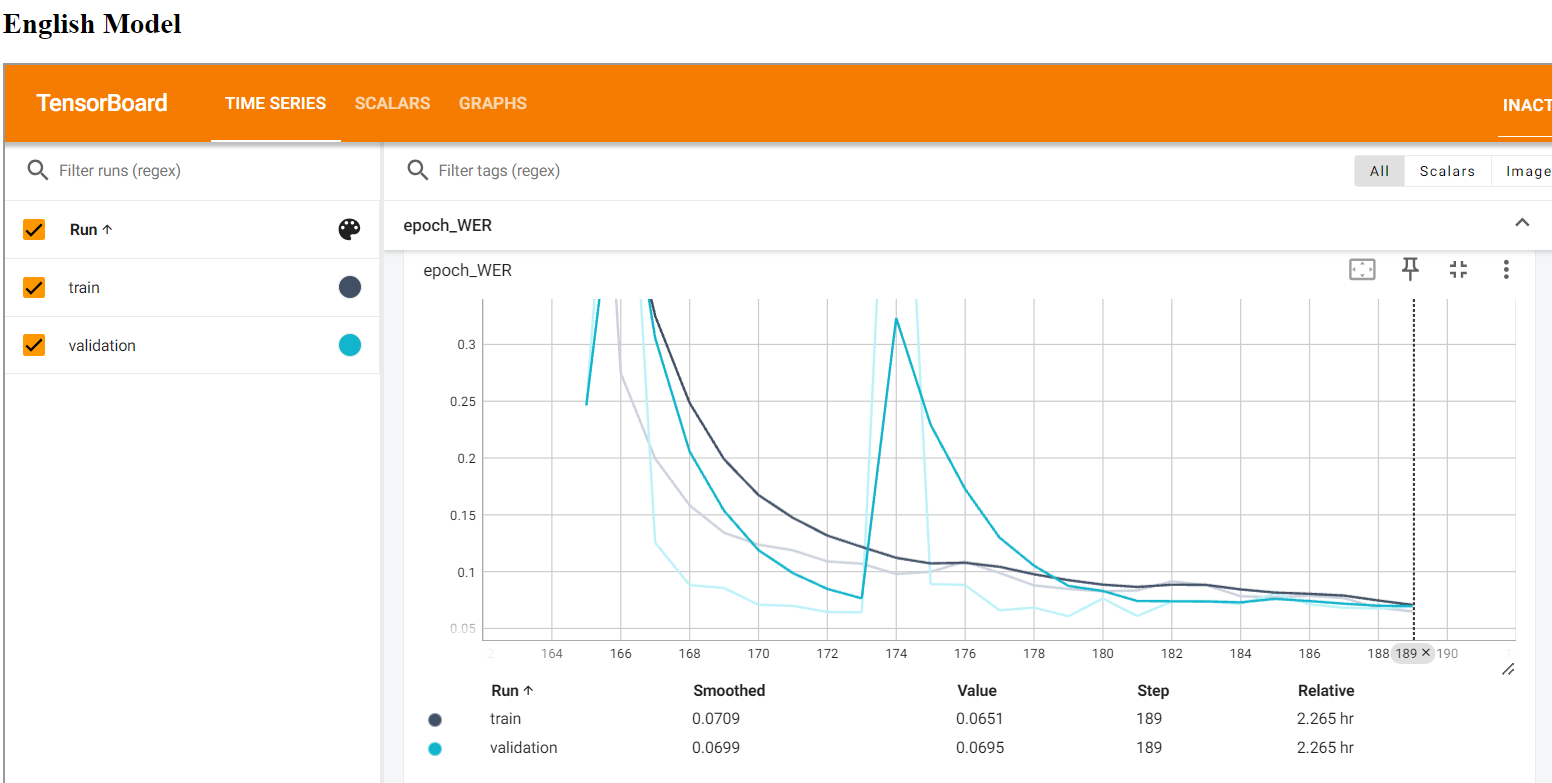 English Model
TensorBoard TIME SERIES SCALARS GRAPHS INACT
Filter runs (regex) Filter tags (regex) All Scalars Image
Run ↑ epoch_WER
train epoch_WER
validation
0.3
0.25
0.2
0.15
0.1
0.05
2 164 166 168 170 172 174 176 178 180 182 184 186 188 189 × 190
Run ↑ Smoothed Value Step Relative
train 0.0709 0.0651 189 2.265 hr
validation 0.0699 0.0695 189 2.265 hr